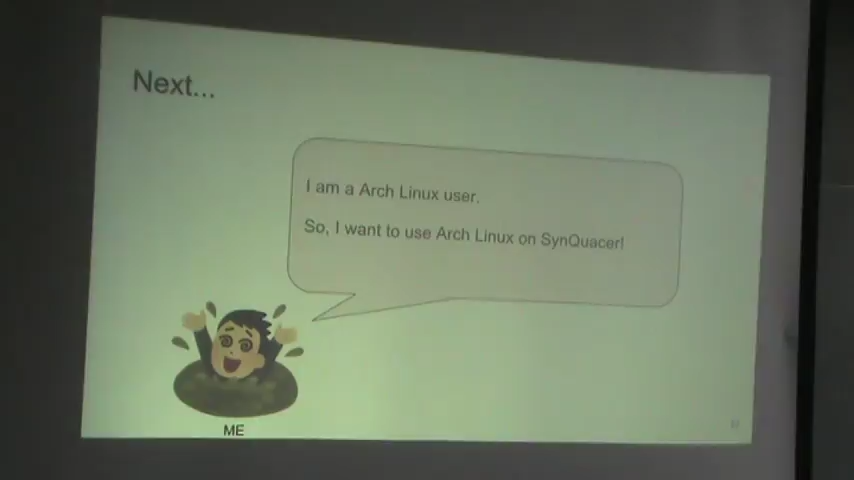 Next...
I am a Arch Linux user.
So, I want to use Arch Linux on SynQuacer!
ME